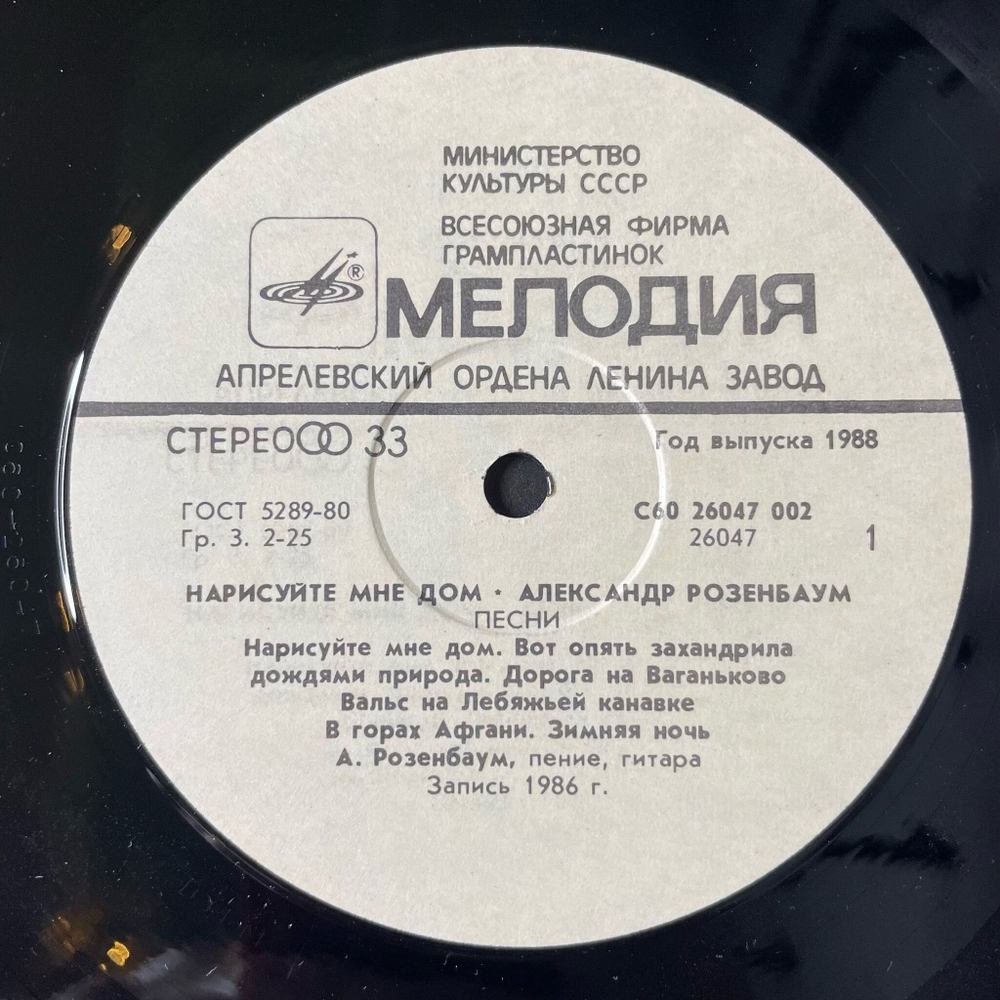 МИНИСТЕРСТВО
КУЛЬТУРЫ СССР
ВСЕСОЮЗНАЯ ФИРМА
ГРАМПЛАСТИНОК
®
МЕЛОДИЯ
АПРЕЛЕВСКИЙ ОРДЕНА ЛЕНИНА ЗАВОД
СТЕРЕО 33
Год выпуска 1988
ГОСТ 5289-80
Гр. 3. 2-25
С60 26047 002
26047
1
НАРИСУЙТЕ МНЕ ДОМ · АЛЕКСАНДР РОЗЕНБАУМ
ПЕСНИ
Нарисуйте мне дом. Вот опять захандрила
дождями природа. Дорога на Ваганьково
Вальс на Лебяжьей канавке
В горах Афгани. Зимняя ночь
А. Розенбаум, пение, гитара
Запись 1986 г.